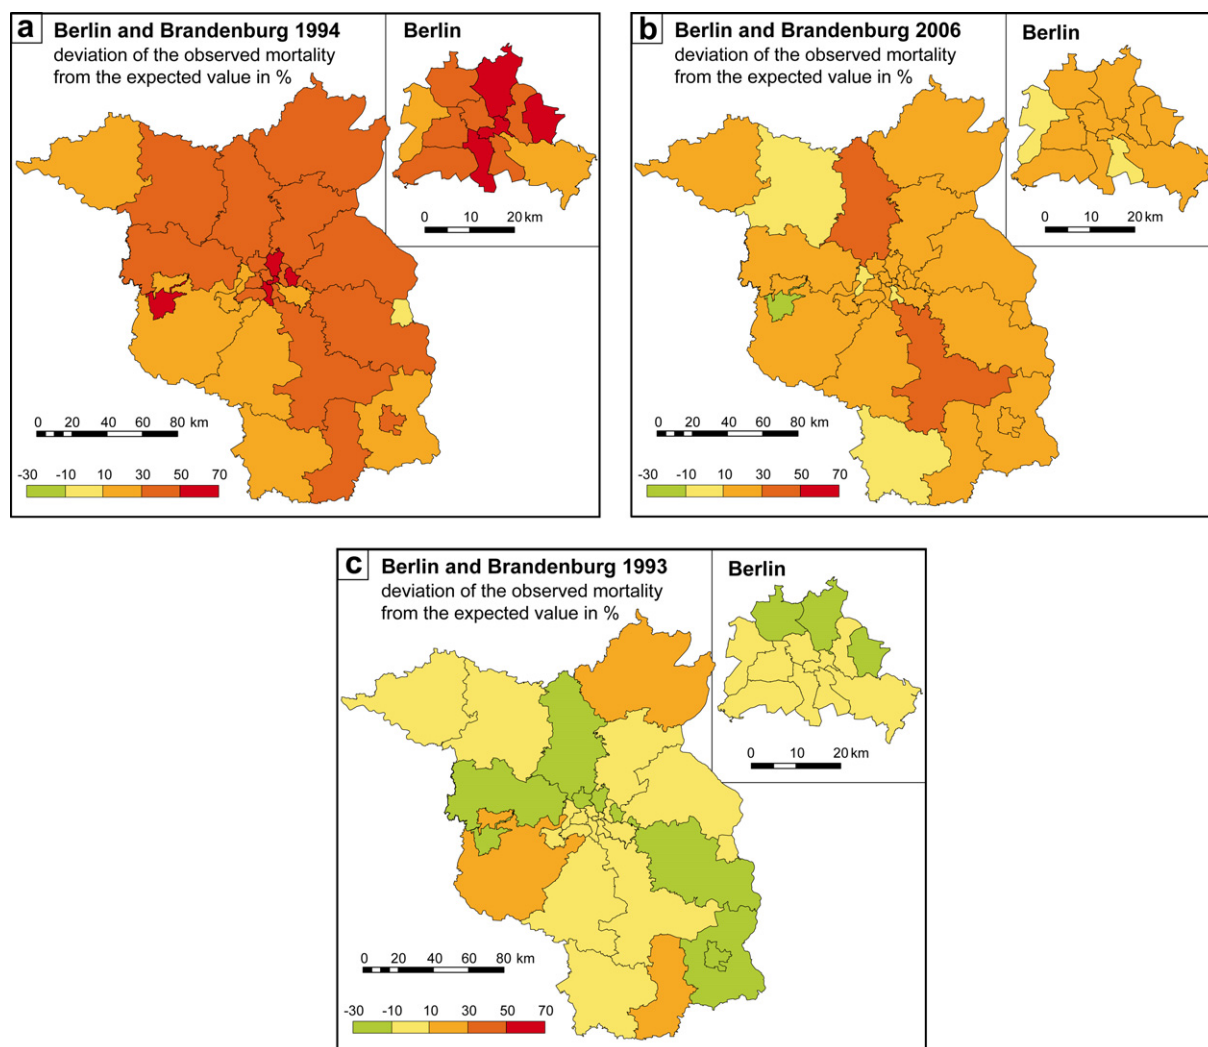 a Berlin and Brandenburg 1994
deviation of the observed mortality
from the expected value in %
Berlin
0 10 20 km
0 20 40 60 80 km
-30 -10 10 30 50 70
b Berlin and Brandenburg 2006
deviation of the observed mortality
from the expected value in %
Berlin
0 10 20 km
0 20 40 60 80 km
-30 -10 10 30 50 70
c Berlin and Brandenburg 1993
deviation of the observed mortality
from the expected value in %
Berlin
0 10 20 km
0 20 40 60 80 km
-30 -10 10 30 50 70